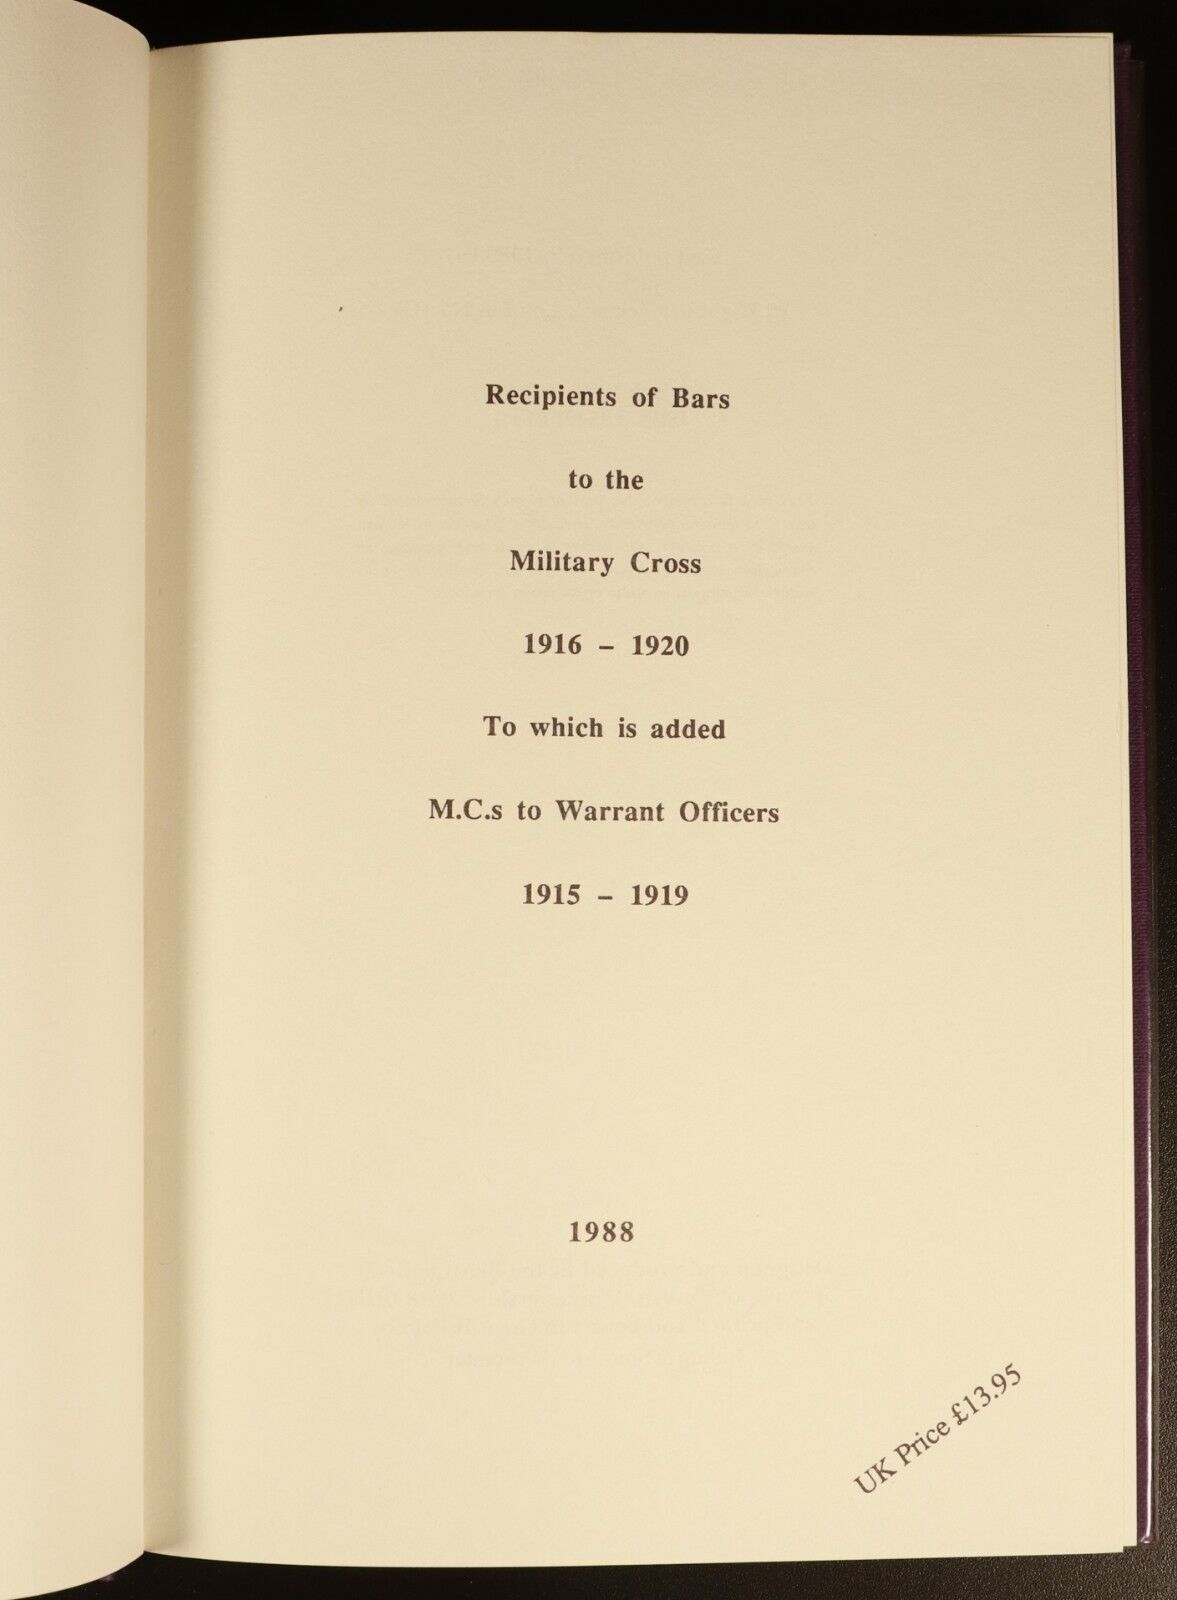 Recipients of Bars
to the
Military Cross
1916 – 1920
To which is added
M.C.s to Warrant Officers
1915 – 1919
1988
UK Price £13.95